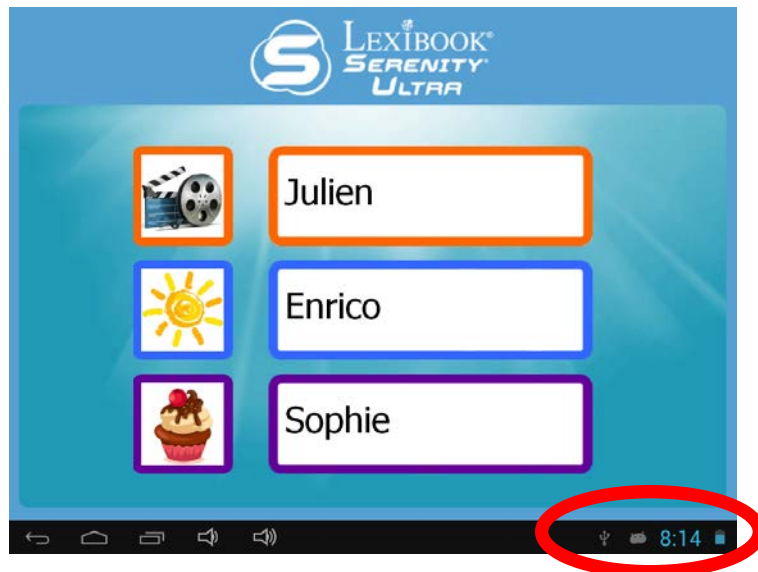 LEXIBOOK®
SERENITY®
ULTRA
Julien
Enrico
Sophie
8:14